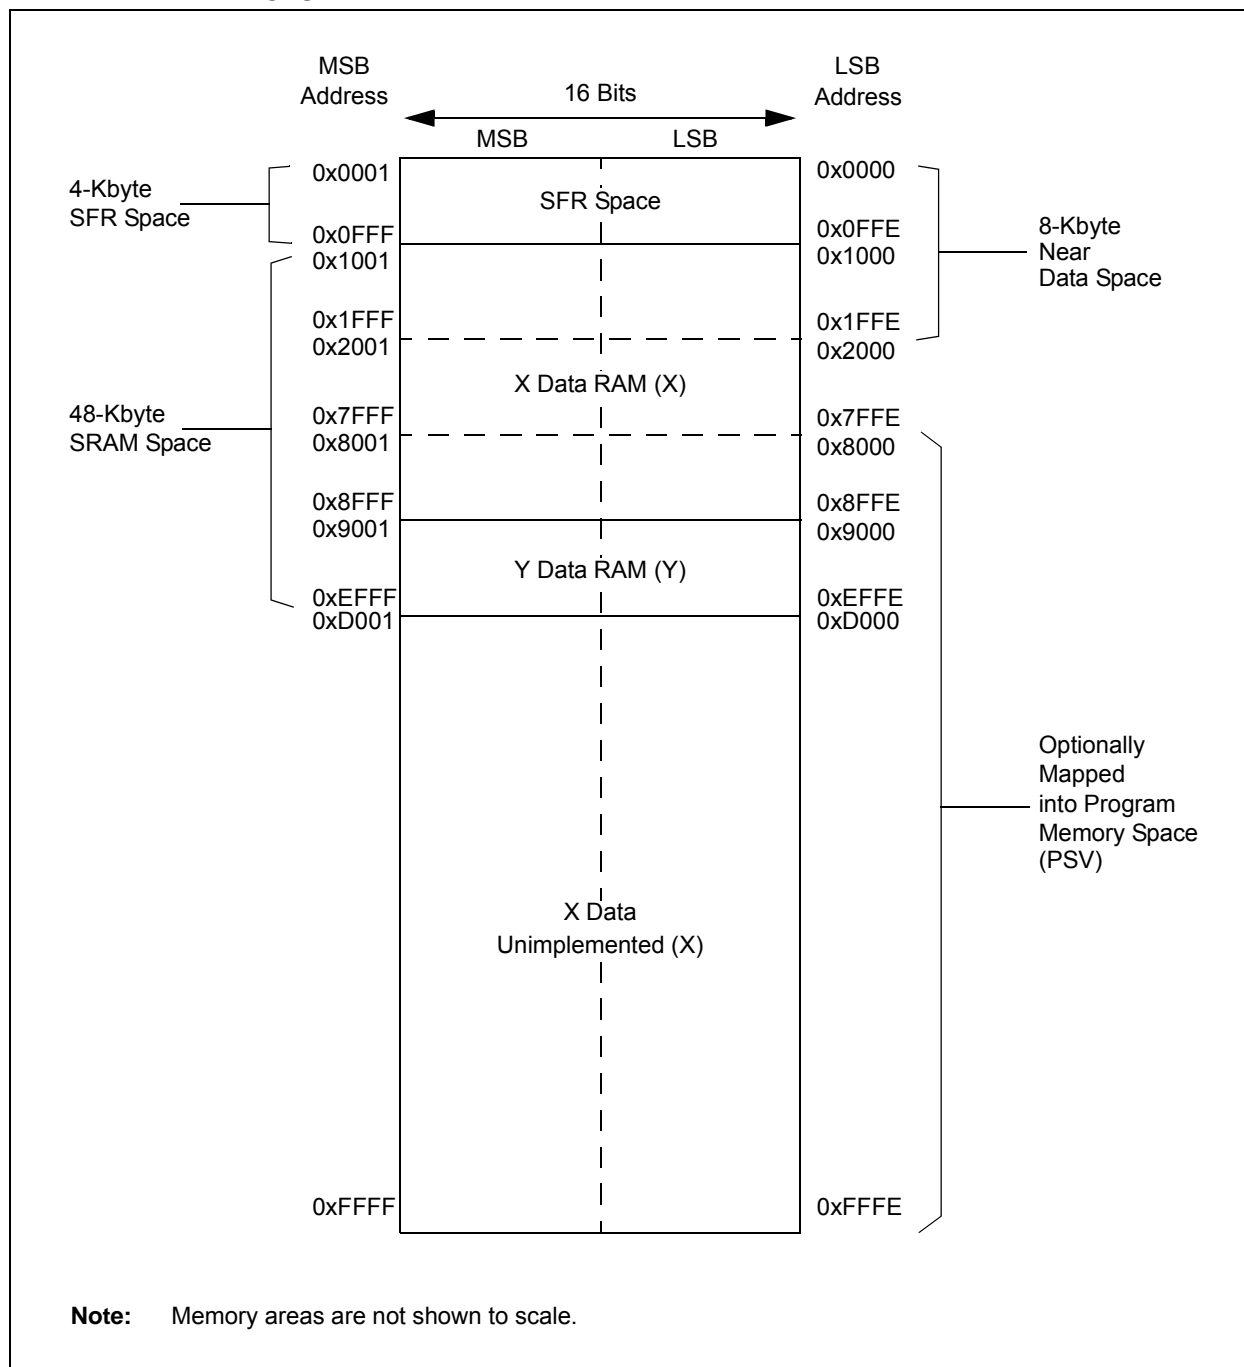 MSB
Address
16 Bits
LSB
Address
MSB
LSB
4-Kbyte
SFR Space
0x0001
0x0FFF
0x1001
SFR Space
0x0000
0x0FFE
0x1000
8-Kbyte
Near
Data Space
0x1FFF
0x2001
0x1FFE
0x2000
48-Kbyte
SRAM Space
X Data RAM (X)
0x7FFF
0x8001
0x7FFE
0x8000
0x8FFF
0x9001
0x8FFE
0x9000
Y Data RAM (Y)
0xEFFF
0xD001
0xEFFE
0xD000
Optionally
Mapped
into Program
Memory Space
(PSV)
X Data
Unimplemented (X)
0xFFFF
0xFFFE
Note: Memory areas are not shown to scale.